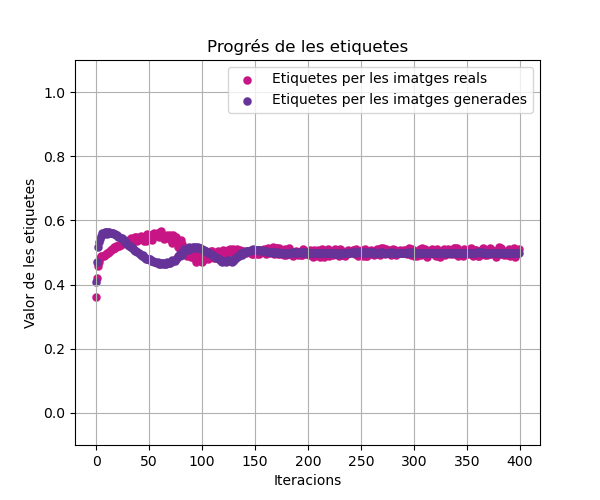 Progrés de les etiquetes
Etiquetes per les imatges reals
Etiquetes per les imatges generades
Valor de les etiquetes
1.0
0.8
0.6
0.4
0.2
0.0
0 50 100 150 200 250 300 350 400
Iteracions